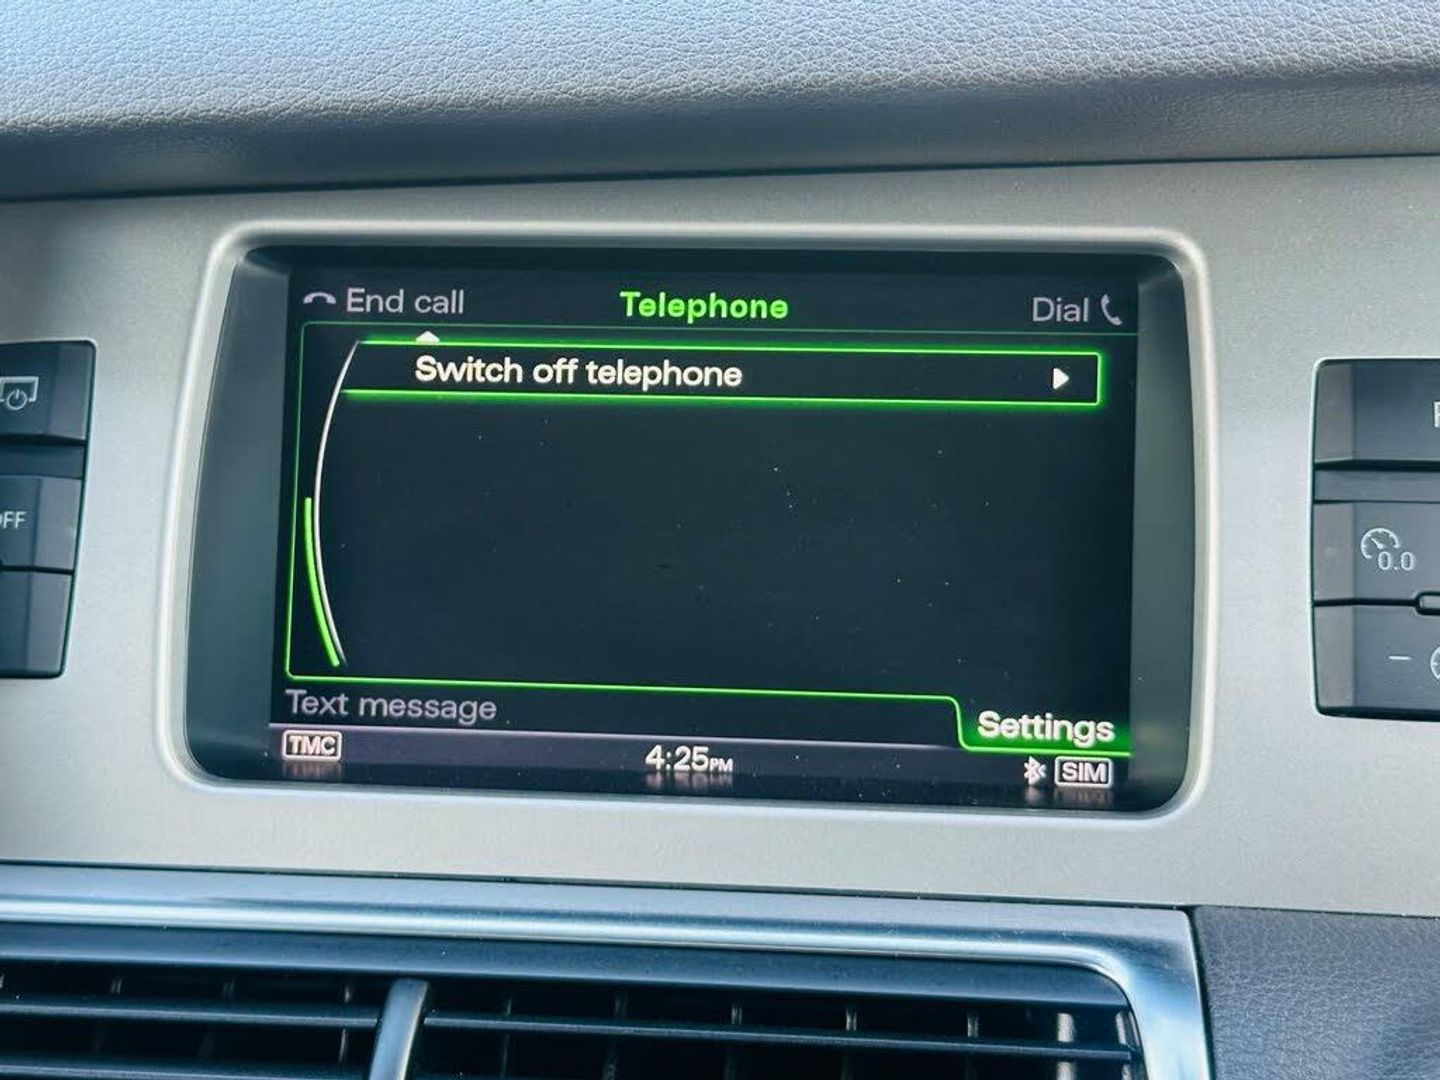 End call
Telephone
Dial
Switch off telephone
Text message
Settings
TMC
4:25PM
SIM
0.0